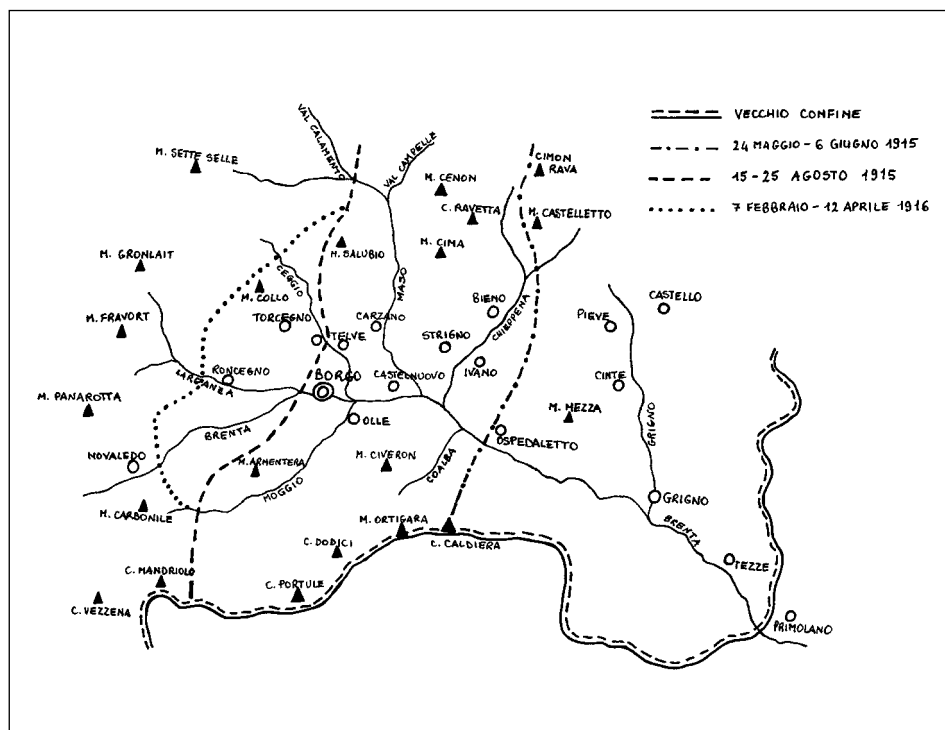 VECCHIO CONFINE
24 MAGGIO - 6 GIUGNO 1915
15-25 AGOSTO 1915
7 FEBBRAIO - 12 APRILE 1916
VAL CALAMENTO
VAL CAMPELLE
M. SETTE SELLE
CIMON
RAVA
M. CENON
C. RAVETTA
M. CASTELLETTO
M. SALUBIO
M. CIMA
M. GRONLAIT
CEGGIO
MASO
M. COLLO
BIENO
CHIEPPENA
PIEVE
CASTELLO
M. FRAVORT
TORCEGNO
TELVE
CARZANO
STRIGNO
IVANO
RONCEGNO
LARGANZA
BORGO
CASTELNUOVO
CINTE
M. PANAROTTA
M. MEZZA
GRIGNO
BRENTA
OLLE
OSPEDALETTO
NOVALEDO
M. ARMENTERA
M. CIVERON
COALBA
MOGGIO
GRIGNO
M. CARBONILE
M. ORTIGARA
C. CALDIERA
BRENTA
C. DODICI
TEZZE
C. MANDRIOLO
C. PORTULE
C. VEZZENA
PRIMOLANO